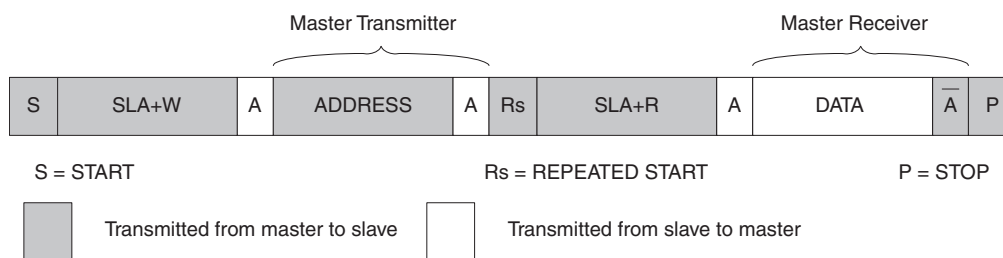 Master Transmitter Master Receiver
S SLA+W A ADDRESS A Rs SLA+R A DATA A̅ P
S = START Rs = REPEATED START P = STOP
Transmitted from master to slave Transmitted from slave to master